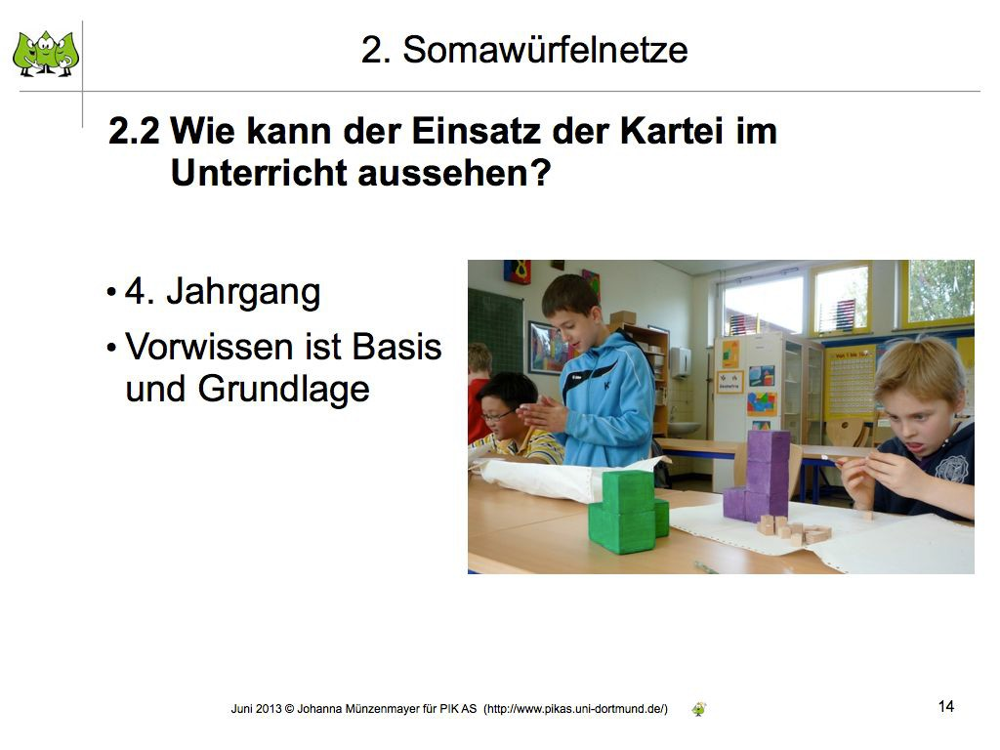 2. Somawürfelnetze
2.2 Wie kann der Einsatz der Kartei im
Unterricht aussehen?
• 4. Jahrgang
• Vorwissen ist Basis
und Grundlage
Geometrie
K
Juni 2013 © Johanna Münzenmayer für PIK AS (http://www.pikas.uni-dortmund.de/)
14